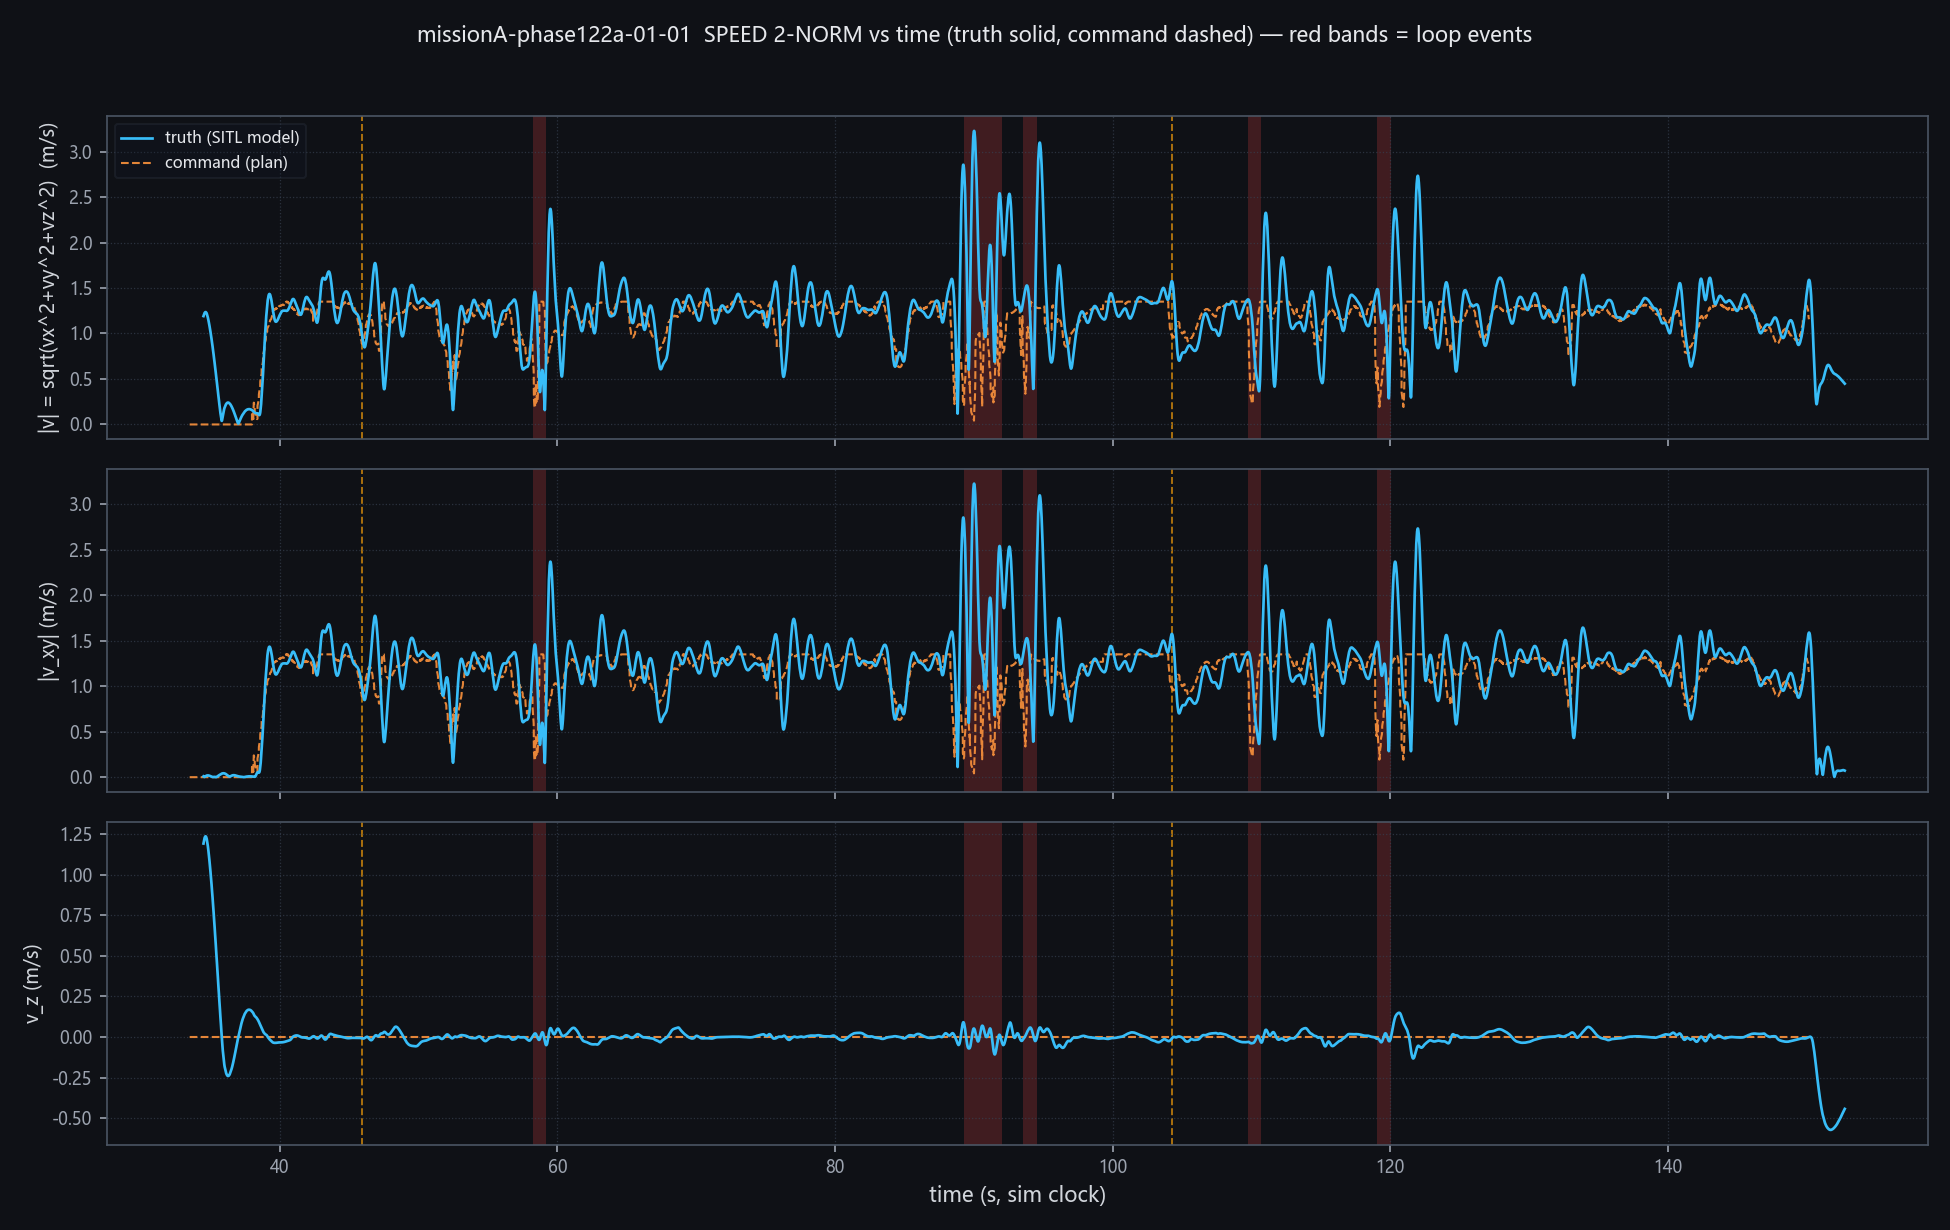 missionA-phase122a-01-01 SPEED 2-NORM vs time (truth solid, command dashed) — red bands = loop events
|v| = sqrt(vx^2+vy^2+vz^2) (m/s)
truth (SITL model)
command (plan)
3.0
2.5
2.0
1.5
1.0
0.5
0.0
|v_xy| (m/s)
3.0
2.5
2.0
1.5
1.0
0.5
0.0
v_z (m/s)
1.25
1.00
0.75
0.50
0.25
0.00
-0.25
-0.50
40 60 80 100 120 140
time (s, sim clock)